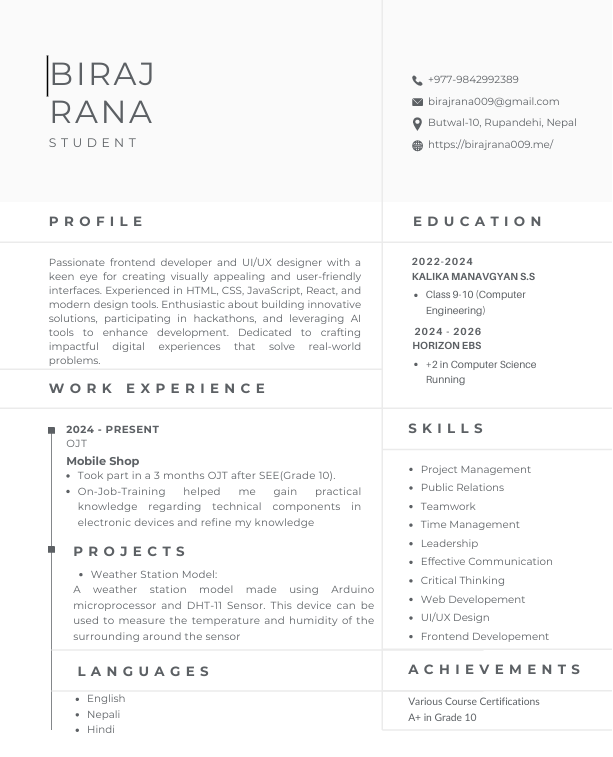 BIRAJ
RANA
STUDENT
+977-9842992389
birajrana009@gmail.com
Butwal-10, Rupandehi, Nepal
https://birajrana009.me/
PROFILE
Passionate frontend developer and UI/UX designer with a
keen eye for creating visually appealing and user-friendly
interfaces. Experienced in HTML, CSS, JavaScript, React, and
modern design tools. Enthusiastic about building innovative
solutions, participating in hackathons, and leveraging AI
tools to enhance development. Dedicated to crafting
impactful digital experiences that solve real-world
problems.
WORK EXPERIENCE
2024 - PRESENT
OJT
Mobile Shop
• Took part in a 3 months OJT after SEE(Grade 10).
• On-Job-Training helped me gain practical
knowledge regarding technical components in
electronic devices and refine my knowledge
PROJECTS
• Weather Station Model:
A weather station model made using Arduino
microprocessor and DHT-11 Sensor. This device can be
used to measure the temperature and humidity of the
surrounding around the sensor
LANGUAGES
• English
• Nepali
• Hindi
EDUCATION
2022-2024
KALIKA MANAVGYAN S.S
• Class 9-10 (Computer
Engineering)
2024 - 2026
HORIZON EBS
• +2 in Computer Science
Running
SKILLS
• Project Management
• Public Relations
• Teamwork
• Time Management
• Leadership
• Effective Communication
• Critical Thinking
• Web Developement
• UI/UX Design
• Frontend Developement
ACHIEVEMENTS
Various Course Certifications
A+ in Grade 10